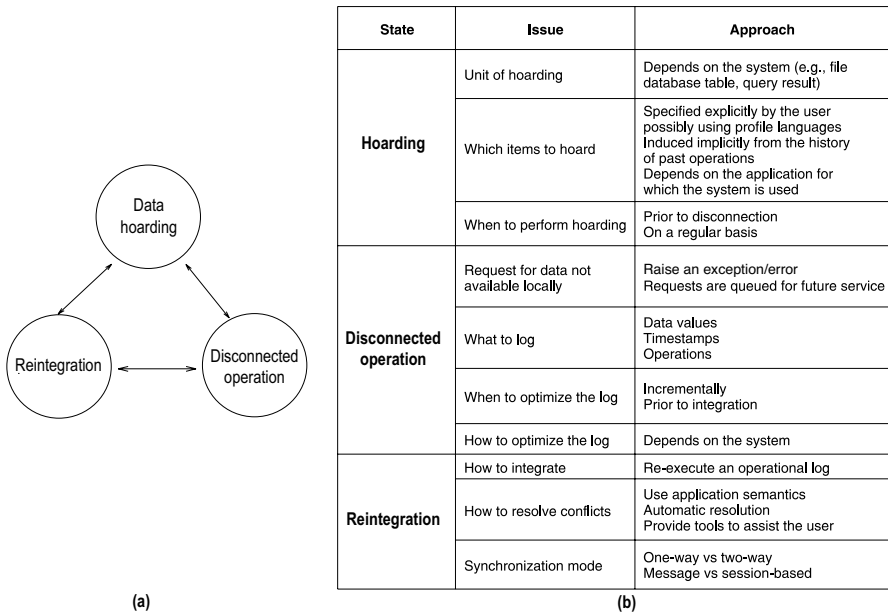 Data
hoarding
Reintegration
Disconnected
operation
(a)
State
Issue
Approach
Hoarding
Unit of hoarding
Depends on the system (e.g., file
database table, query result)
Which items to hoard
Specified explicitly by the user
possibly using profile languages
Induced implicitly from the history
of past operations
Depends on the application for
which the system is used
When to perform hoarding
Prior to disconnection
On a regular basis
Disconnected
operation
Request for data not
available locally
Raise an exception/error
Requests are queued for future service
What to log
Data values
Timestamps
Operations
When to optimize the log
Incrementally
Prior to integration
How to optimize the log
Depends on the system
Reintegration
How to integrate
Re-execute an operational log
How to resolve conflicts
Use application semantics
Automatic resolution
Provide tools to assist the user
Synchronization mode
One-way vs two-way
Message vs session-based
(b)